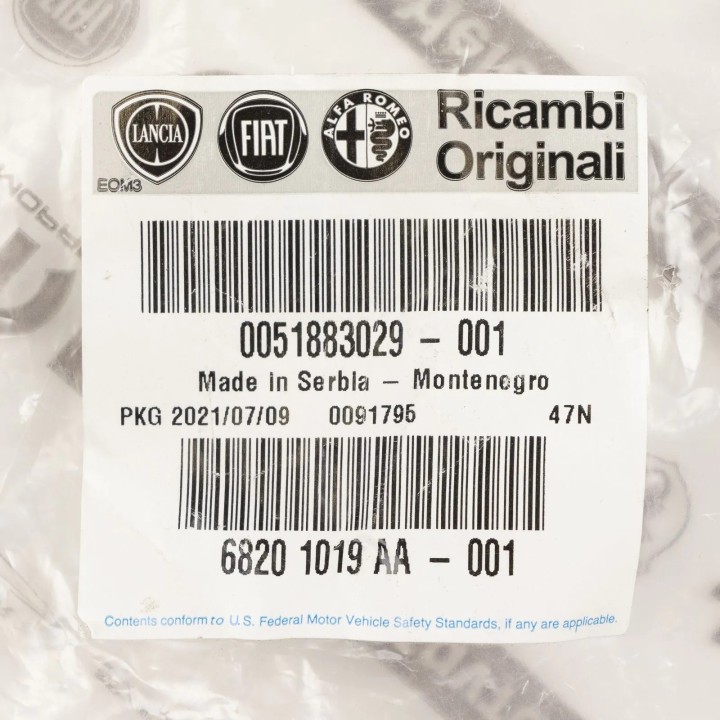 LANCIA
FIAT
ALFA ROMEO
Ricambi
Originali
EOM3
0051883029 - 001
Made in Serbia - Montenegro
PKG 2021/07/09 0091795 47N
6820 1019 AA - 001
Contents conform to U.S. Federal Motor Vehicle Safety Standards, if any are applicable.